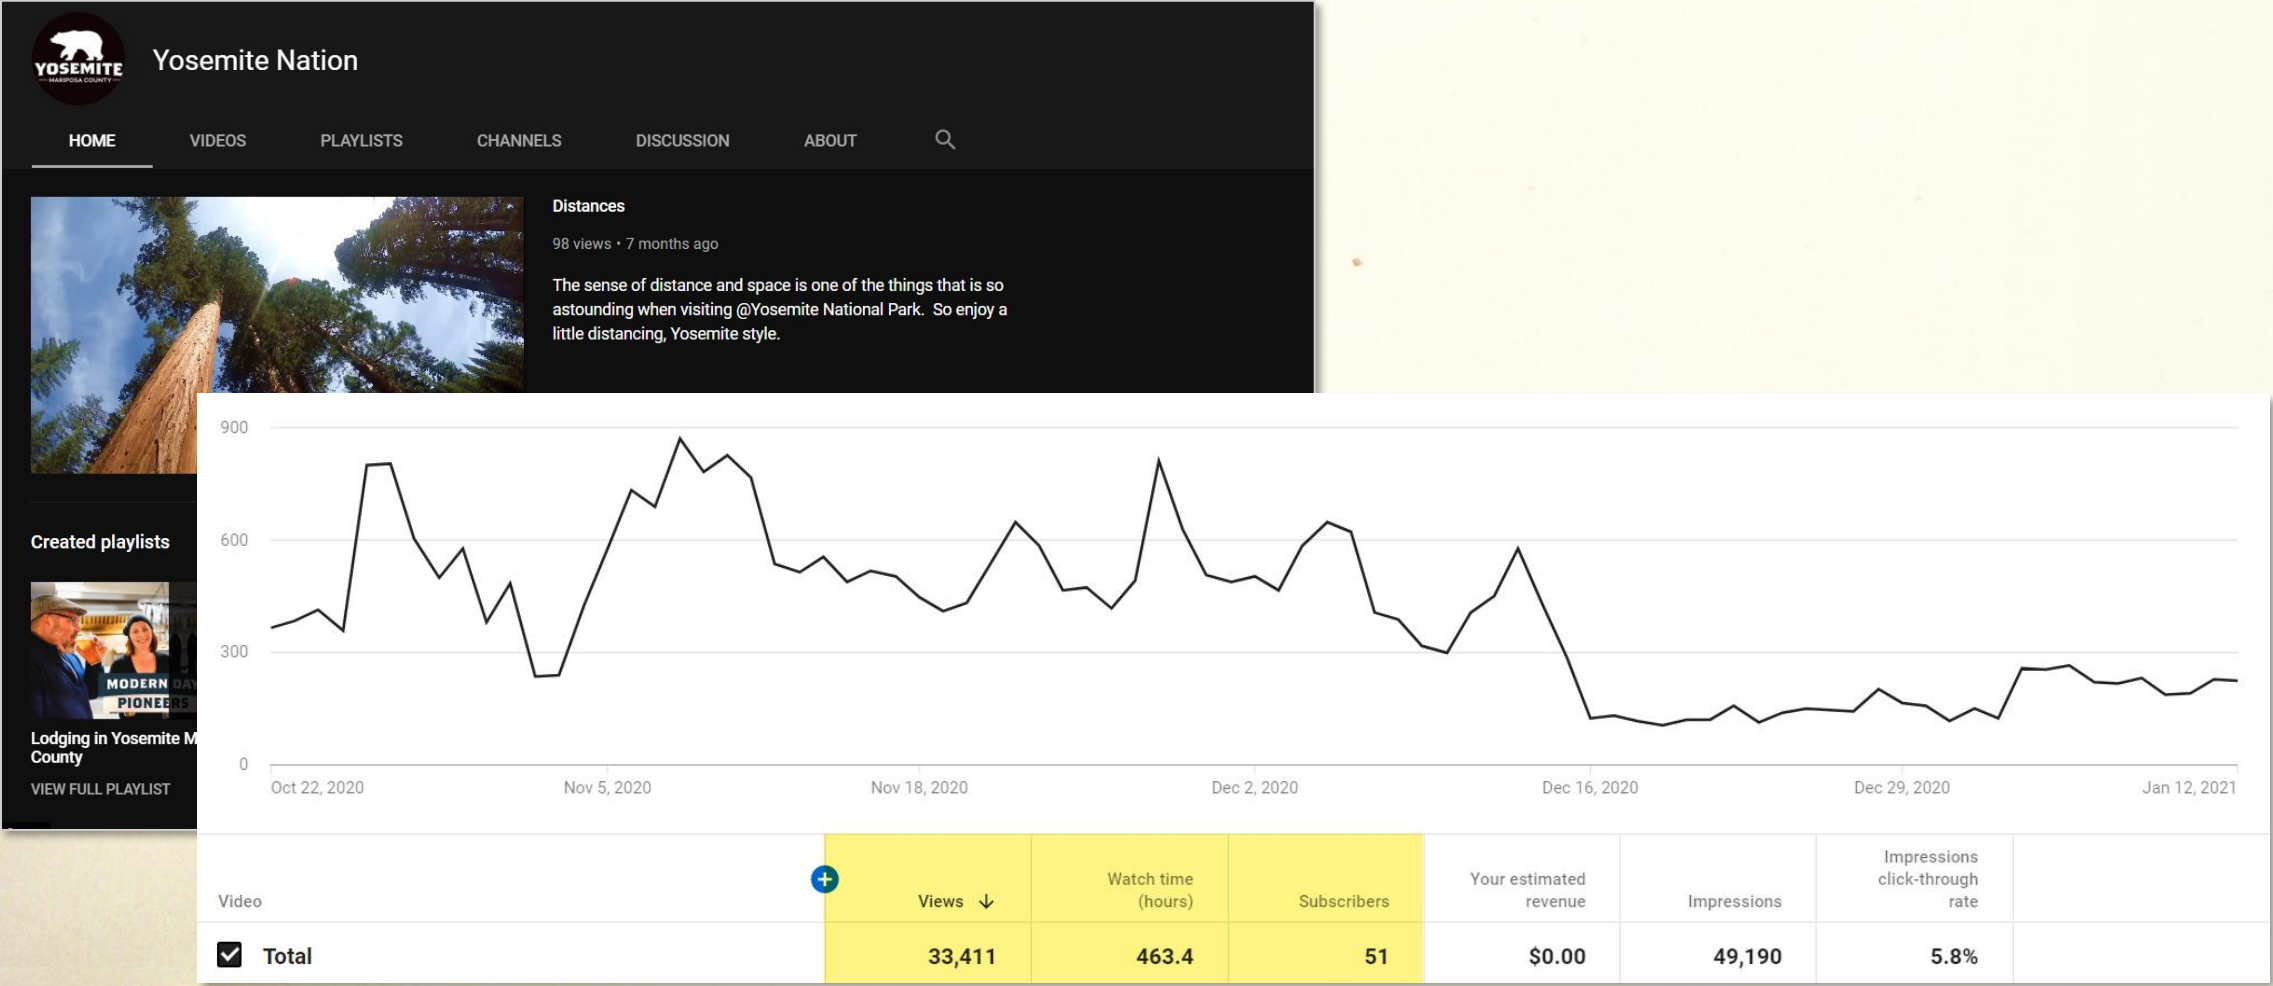 YOSEMITE
MARIPOSA COUNTY
Yosemite Nation
HOME VIDEOS PLAYLISTS CHANNELS DISCUSSION ABOUT
Distances
98 views • 7 months ago
The sense of distance and space is one of the things that is so
astounding when visiting @Yosemite National Park. So enjoy a
little distancing, Yosemite style.
Created playlists
MODERN DAY
PIONEERS
Lodging in Yosemite M
County
VIEW FULL PLAYLIST
900
600
300
0
Oct 22, 2020 Nov 5, 2020 Nov 18, 2020 Dec 2, 2020 Dec 16, 2020 Dec 29, 2020 Jan 12, 2021
Video
Views
Watch time
(hours)
Subscribers
Your estimated
revenue
Impressions
Impressions
click-through
rate
Total 33,411 463.4 51 $0.00 49,190 5.8%